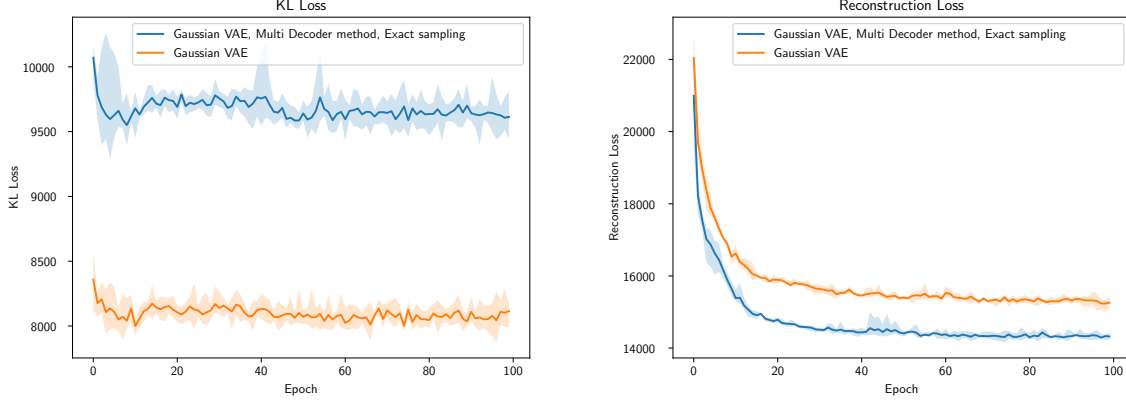 KL Loss
Gaussian VAE, Multi Decoder method, Exact sampling
Gaussian VAE
10000
9500
9000
8500
8000
KL Loss
0
20
40
60
80
100
Epoch
Reconstruction Loss
Gaussian VAE, Multi Decoder method, Exact sampling
Gaussian VAE
22000
20000
18000
16000
14000
Reconstruction Loss
0
20
40
60
80
100
Epoch